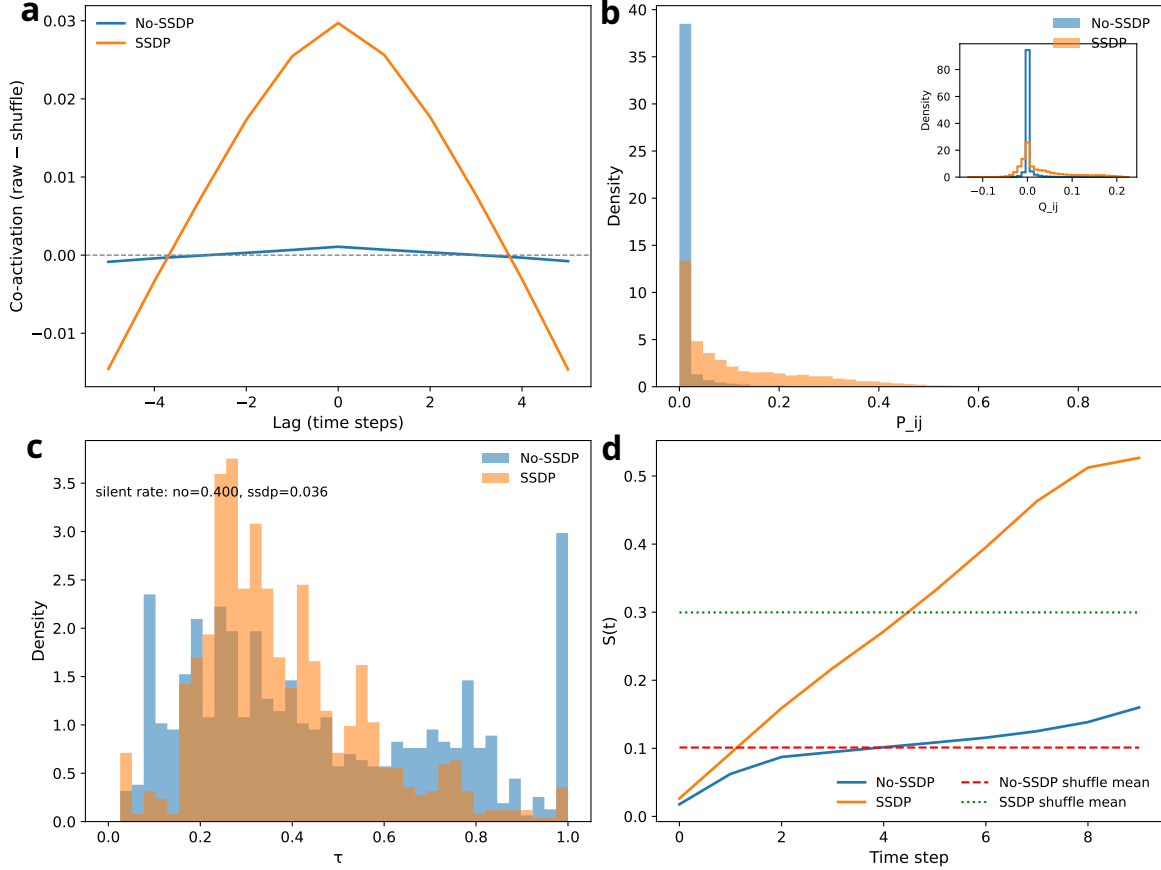 a
No-SSDP
SSDP
0.03
0.02
0.01
0.00
−0.01
−4
−2
0
2
4
Co-activation (raw − shuffle)
Lag (time steps)
b
No-SSDP
SSDP
40
35
30
25
20
15
10
5
0
0.0
0.2
0.4
0.6
0.8
Density
P_ij
80
60
40
20
0
−0.1
0.0
0.1
0.2
Density
Q_ij
c
No-SSDP
SSDP
silent rate: no=0.400, ssdp=0.036
3.5
3.0
2.5
2.0
1.5
1.0
0.5
0.0
0.0
0.2
0.4
0.6
0.8
1.0
Density
τ
d
0.5
0.4
0.3
0.2
0.1
0.0
0
2
4
6
8
S(t)
Time step
No-SSDP
SSDP
No-SSDP shuffle mean
SSDP shuffle mean